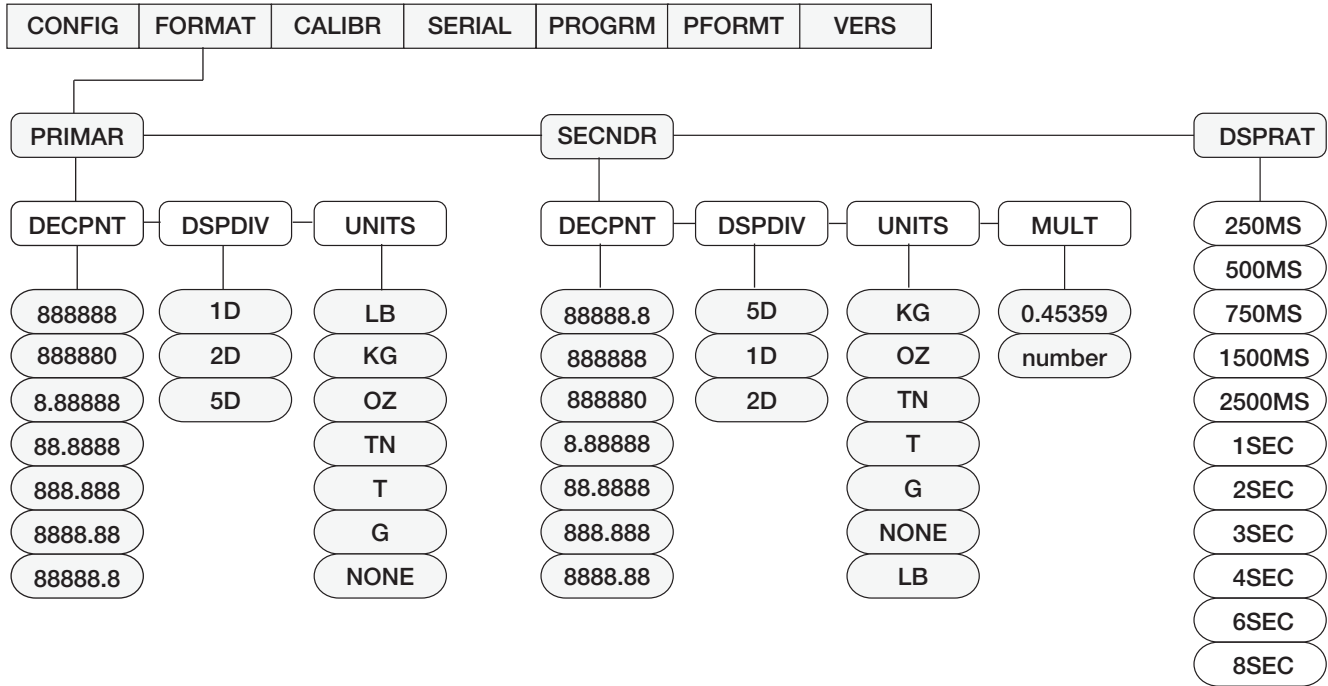 CONFIG FORMAT CALIBR SERIAL PROGRM PFORMT VERS
PRIMAR SECNDR DSPRAT
DECPNT DSPDIV UNITS DECPNT DSPDIV UNITS MULT 250MS
500MS
888888 1D LB 88888.8 5D KG 0.45359 750MS
888880 2D KG 888888 1D OZ number 1500MS
8.88888 5D OZ 888880 2D TN 2500MS
88.8888 TN 8.88888 T 1SEC
888.888 T 88.8888 G 2SEC
8888.88 G 888.888 NONE 3SEC
88888.8 NONE 8888.88 LB 4SEC
6SEC
8SEC